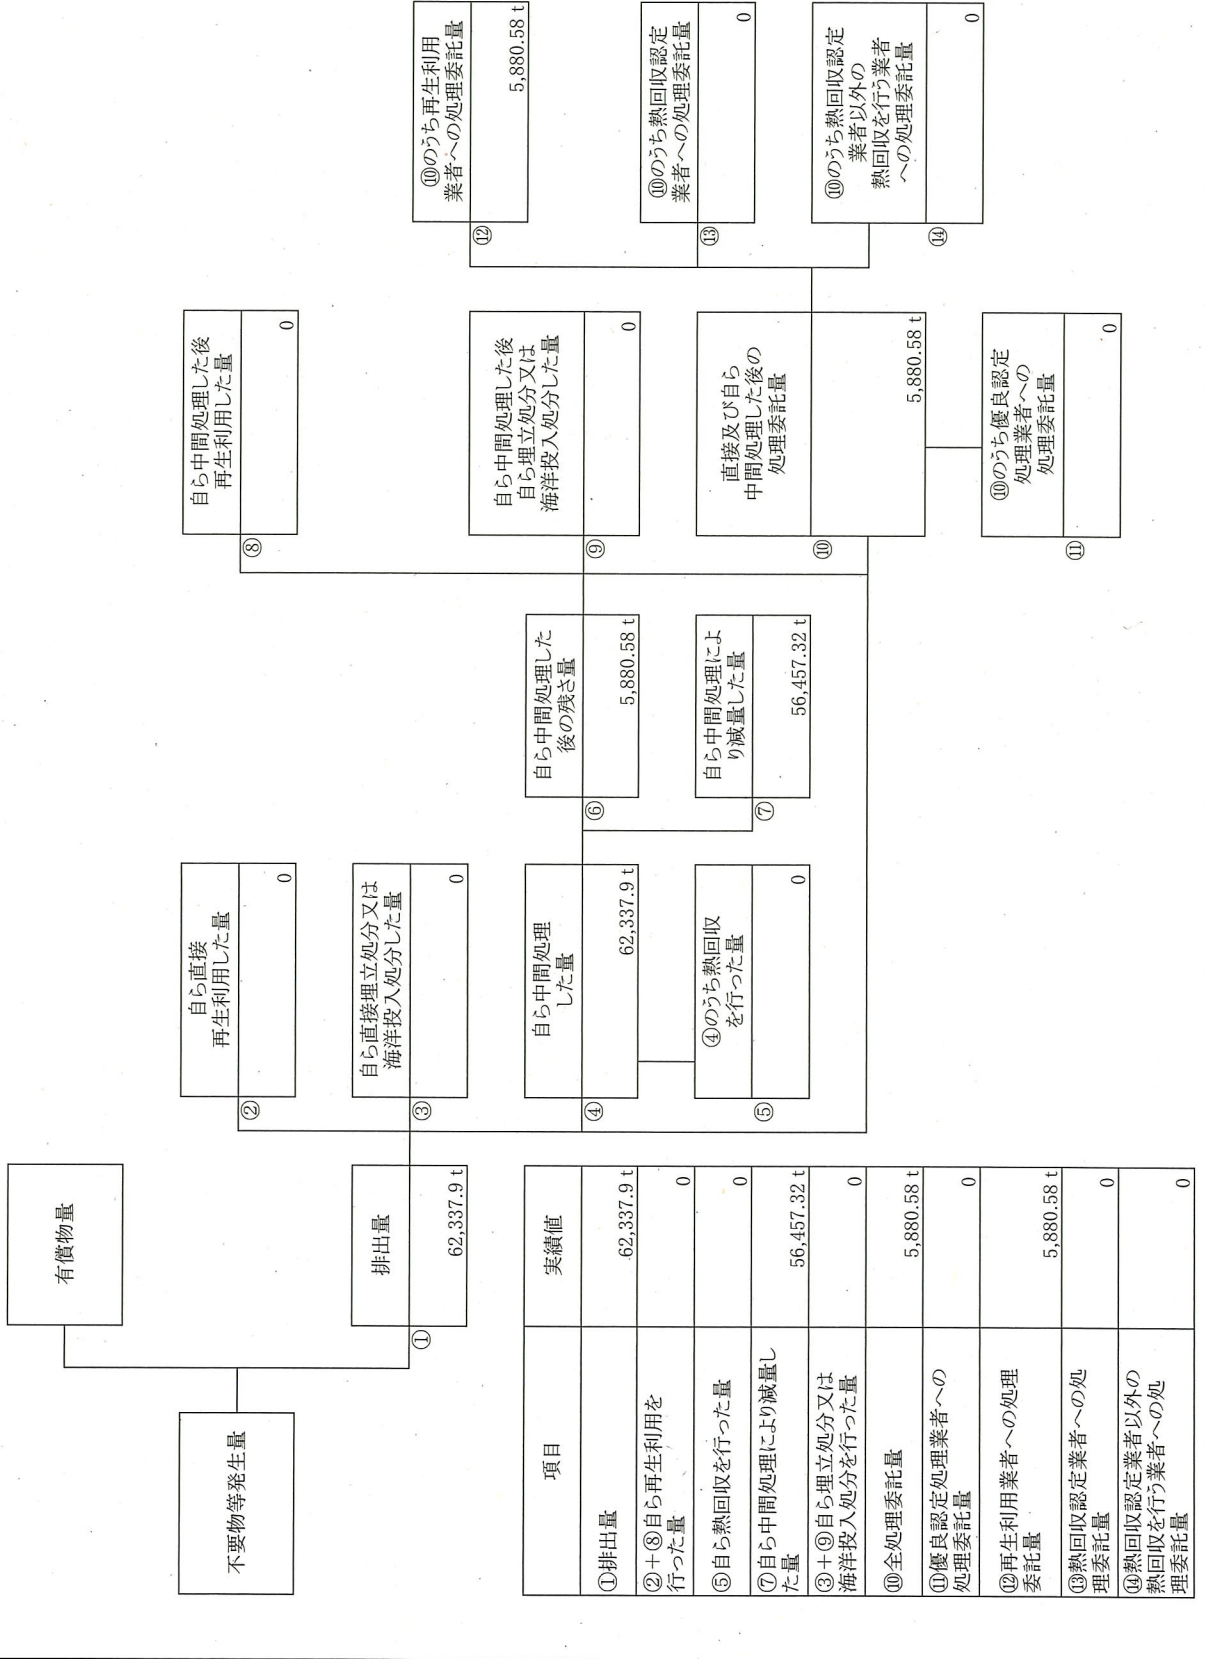 有償物量
不要物等発生量
排出量
62,337.9 t
①
自ら直接
再生利用した量
0
②
自ら直接埋立処分又は
海洋投入処分した量
0
③
自ら中間処理
した量
62,337.9 t
④
④のうち熱回収
を行った量
0
⑤
自ら中間処理した
後の残さ量
5,880.58 t
⑥
自ら中間処理によ
り減量した量
56,457.32 t
⑦
自ら中間処理した後
再生利用した量
0
⑧
自ら中間処理した後
自ら埋立処分又は
海洋投入処分した量
0
⑨
直接及び自ら
中間処理した後の
処理委託量
5,880.58 t
⑩
⑩のうち優良認定
処理業者への
処理委託量
0
⑪
⑩のうち再生利用
業者への処理委託量
5,880.58 t
⑫
⑩のうち熱回収認定
業者への処理委託量
0
⑬
⑩のうち熱回収認定
業者以外の
熱回収を行う業者
への処理委託量
0
⑭
項目
実績値
①排出量
62,337.9 t
②+⑧自ら再生利用を
行った量
0
⑤自ら熱回収を行った量
0
⑦自ら中間処理により減量し
た量
56,457.32 t
③+⑨自ら埋立処分又は
海洋投入処分を行った量
0
⑩全処理委託量
5,880.58 t
⑪優良認定処理業者への
処理委託量
0
⑫再生利用業者への処理
委託量
5,880.58 t
⑬熱回収認定業者への処
理委託量
0
⑭熱回収認定業者以外の
熱回収を行う業者への処
理委託量
0